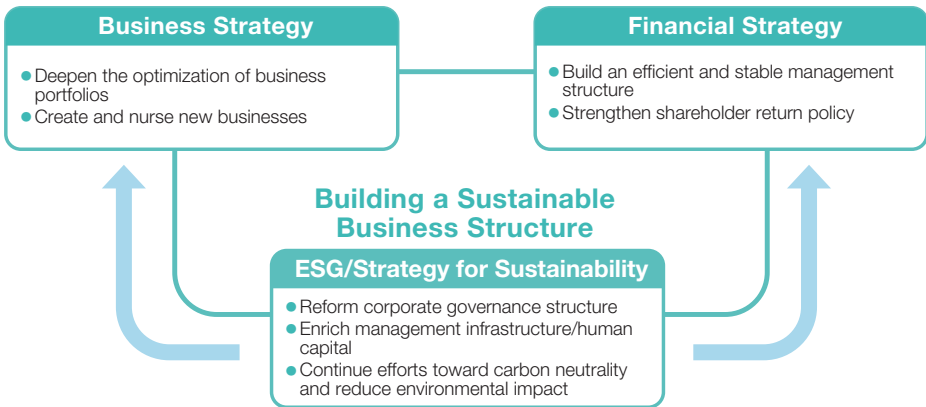 Business Strategy
● Deepen the optimization of business
portfolios
● Create and nurse new businesses
Financial Strategy
● Build an efficient and stable management
structure
● Strengthen shareholder return policy
Building a Sustainable
Business Structure
ESG/Strategy for Sustainability
● Reform corporate governance structure
● Enrich management infrastructure/human
capital
● Continue efforts toward carbon neutrality
and reduce environmental impact